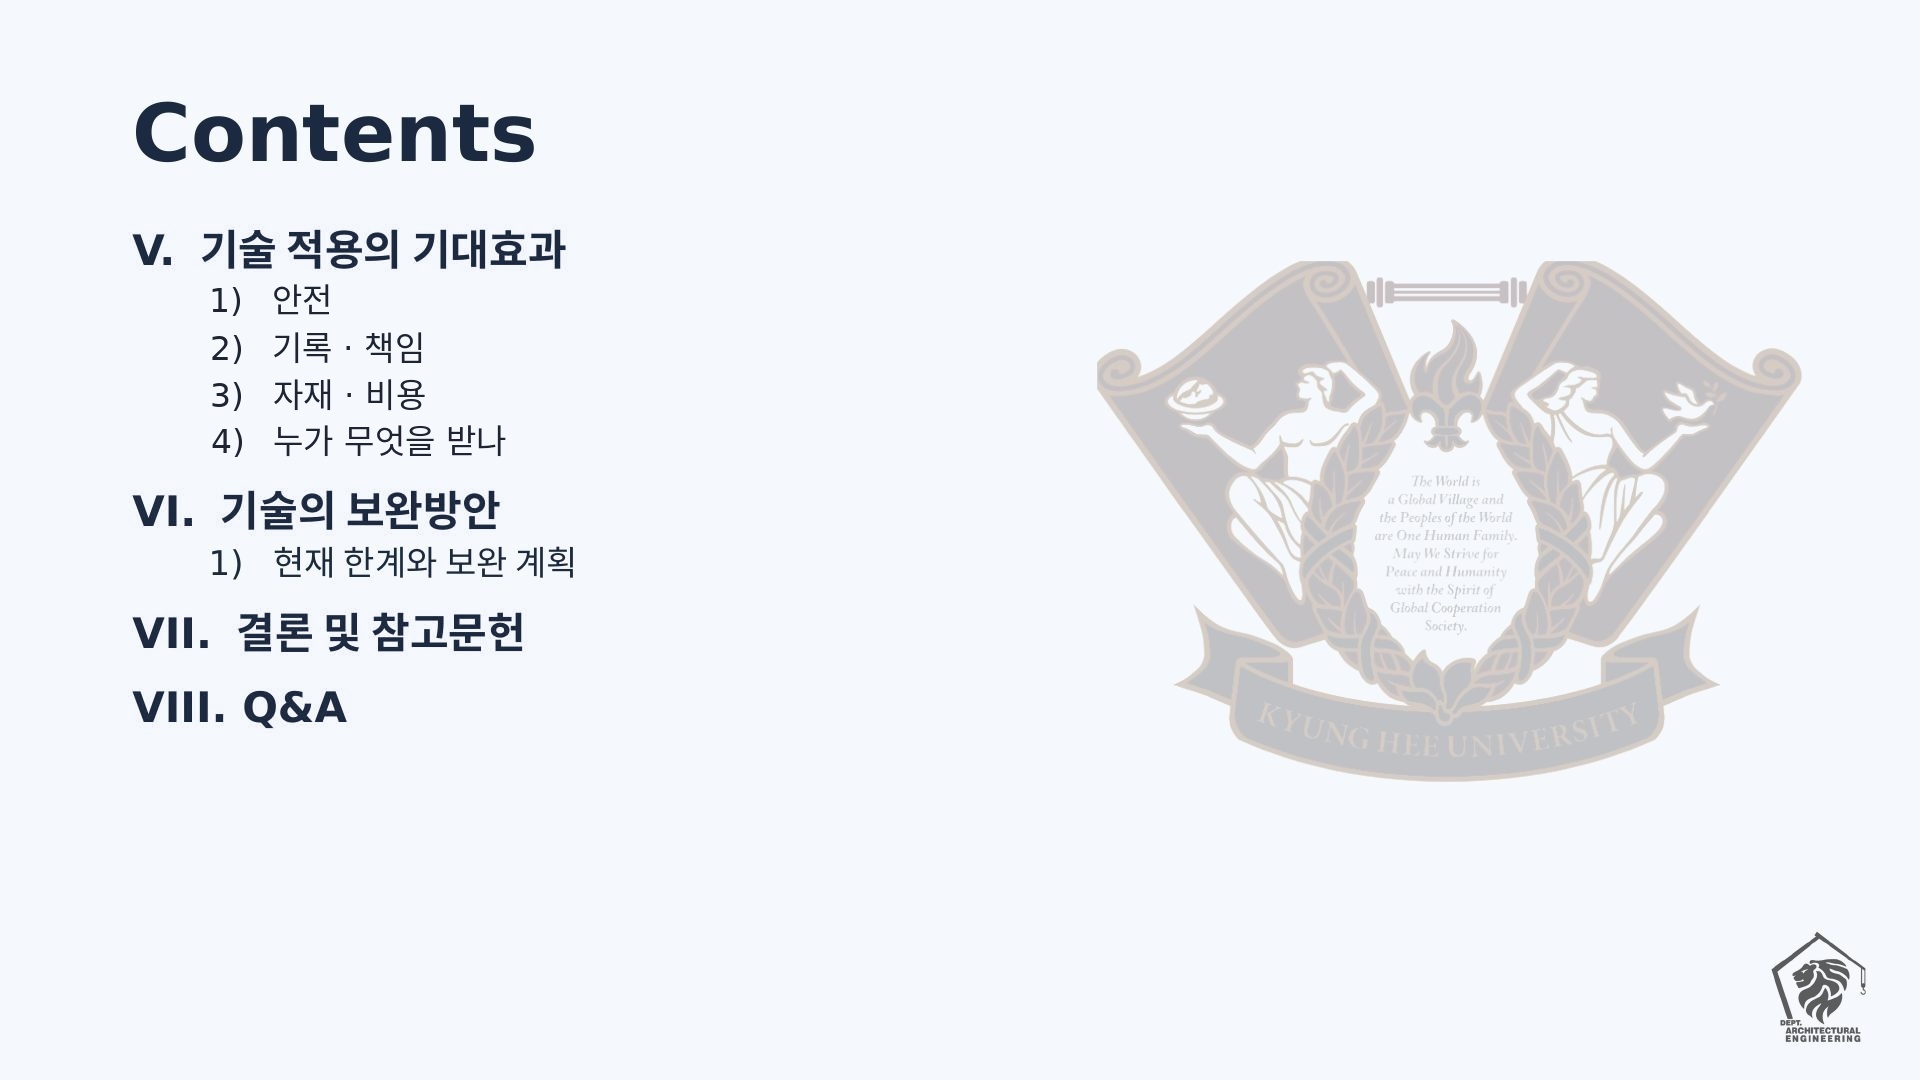 Contents
V. 기술 적용의 기대효과
1) 안전
2) 기록 · 책임
3) 자재 · 비용
4) 누가 무엇을 받나
VI. 기술의 보완방안
1) 현재 한계와 보완 계획
VII. 결론 및 참고문헌
VIII. Q&A
The World is
a Global Village and
the Peoples of the World
are One Human Family.
May We Strive for
Peace and Humanity
with the Spirit of
Global Cooperation
Society.
KYUNG HEE UNIVERSITY
DEPT.
ARCHITECTURAL
ENGINEERING